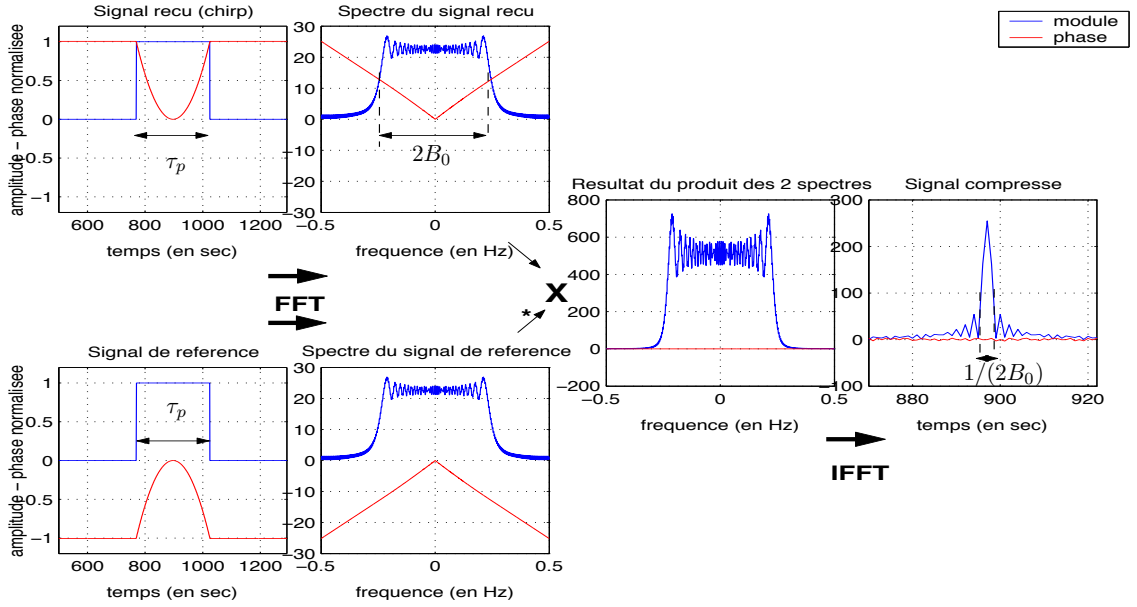 Signal recu (chirp)
amplitude − phase normalisee
1
0.5
0
−0.5
−1
600
800
1000
1200
temps (en sec)
τp
Spectre du signal recu
30
20
10
0
−10
−20
−30
−0.5
0
0.5
frequence (en Hz)
2B0
module
phase
FFT
X
*
Signal de reference
amplitude − phase normalisee
1
0.5
0
−0.5
−1
600
800
1000
1200
temps (en sec)
τp
Spectre du signal de reference
30
20
10
0
−10
−20
−30
−0.5
0
0.5
frequence (en Hz)
Resultat du produit des 2 spectres
800
600
400
200
0
−200
−0.5
0
0.5
frequence (en Hz)
IFFT
Signal compresse
300
200
100
0
−100
880
900
920
temps (en sec)
1/(2B0)